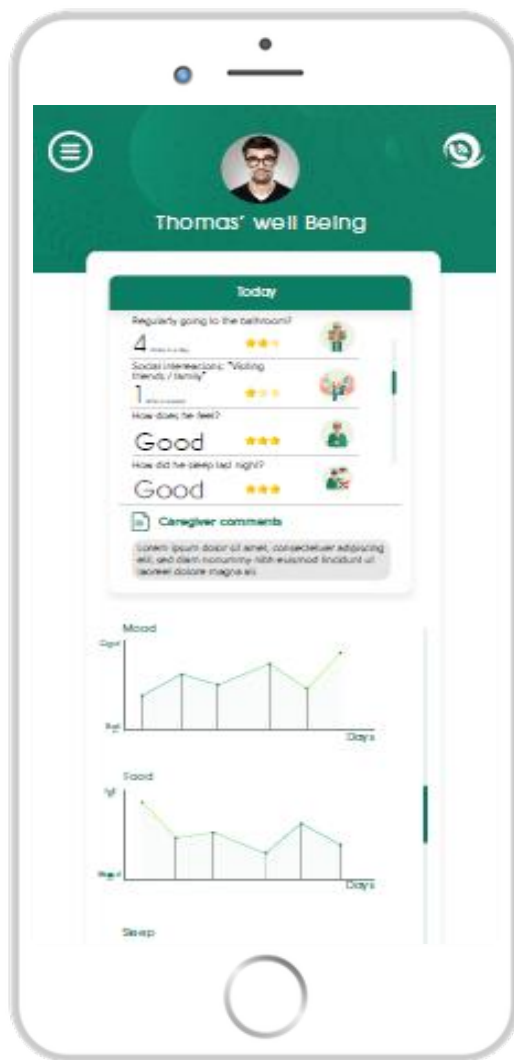 Thomas' well Being
Today
Regularly going to the bathroom?
4
Social interreacions: "Visiting
friends / family"
1
How does he feel?
Good
How did he sleep last night?
Good
Caregiver comments
Lorem ipsum dolor sit amet, consectetuer adipiscing
elit, sed diam nonummy nibh euismod tincidunt ut
laoreet dolore magna ali
Mood
Good
Bad
Days
Food
Days
Sleep